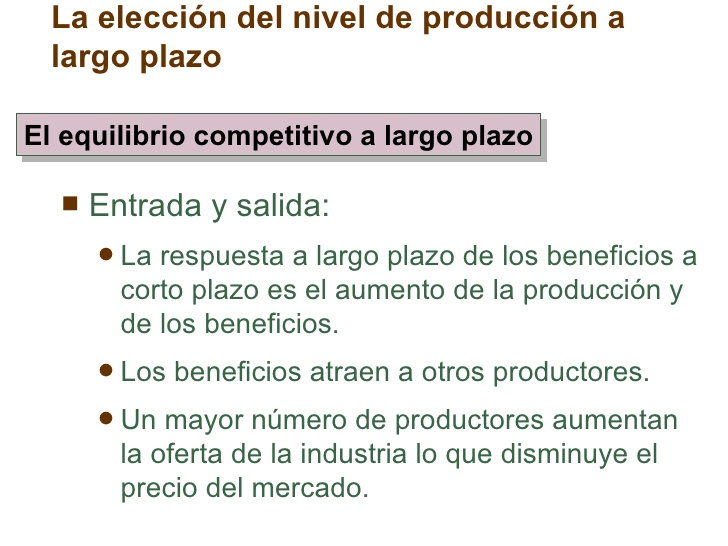 La elección del nivel de producción a
largo plazo
El equilibrio competitivo a largo plazo
Entrada y salida:
La respuesta a largo plazo de los beneficios a
corto plazo es el aumento de la producción y
de los beneficios.
Los beneficios atraen a otros productores.
Un mayor número de productores aumentan
la oferta de la industria lo que disminuye el
precio del mercado.